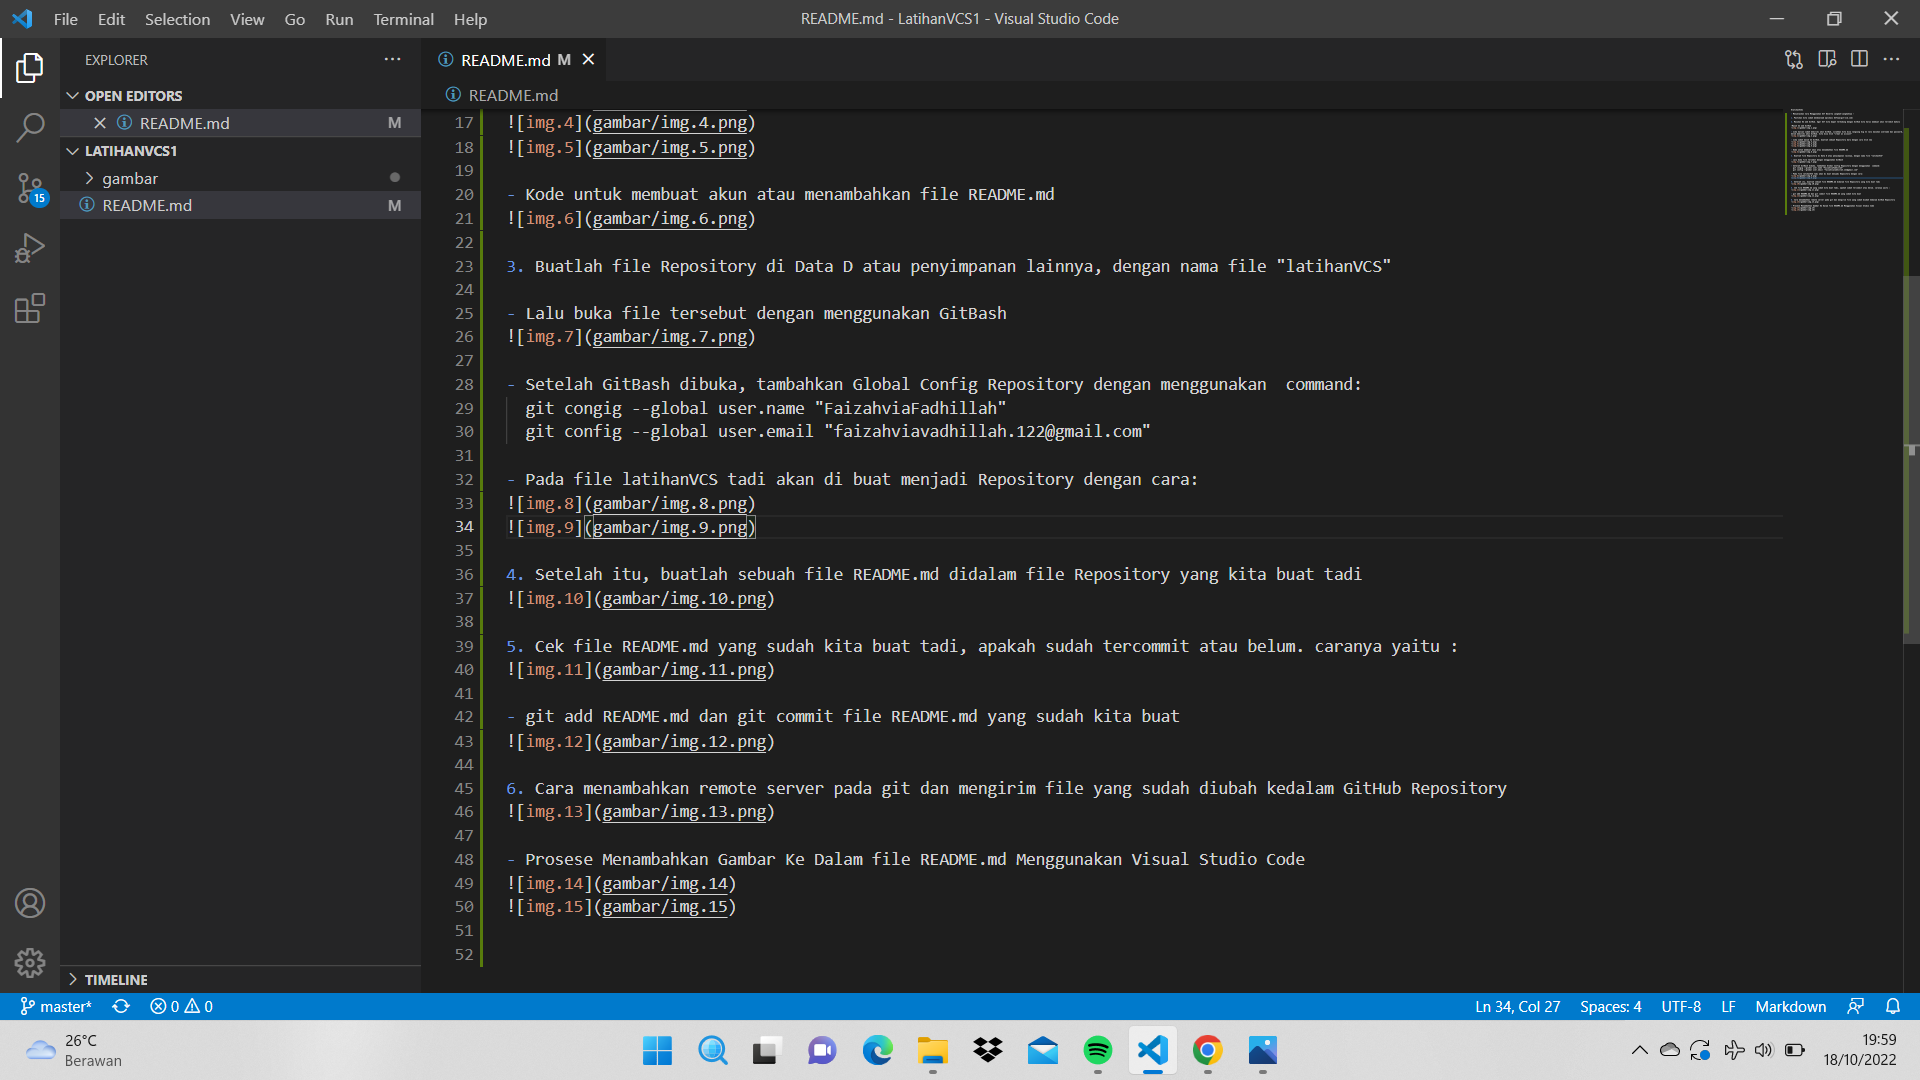 File Edit Selection View Go Run Terminal Help
README.md - LatihanVCS1 - Visual Studio Code
EXPLORER
OPEN EDITORS
README.md M
LATIHANVCS1
gambar
README.md M
15
README.md M
README.md
17 ![img.4](gambar/img.4.png)
18 ![img.5](gambar/img.5.png)
19
20 - Kode untuk membuat akun atau menambahkan file README.md
21 ![img.6](gambar/img.6.png)
22
23 3. Buatlah file Repository di Data D atau penyimpanan lainnya, dengan nama file "latihanVCS"
24
25 - Lalu buka file tersebut dengan menggunakan GitBash
26 ![img.7](gambar/img.7.png)
27
28 - Setelah GitBash dibuka, tambahkan Global Config Repository dengan menggunakan  command:
29 git congig --global user.name "FaizahviaFadhillah"
30 git config --global user.email "faizahviavadhillah.122@gmail.com"
31
32 - Pada file latihanVCS tadi akan di buat menjadi Repository dengan cara:
33 ![img.8](gambar/img.8.png)
34 ![img.9](gambar/img.9.png)
35
36 4. Setelah itu, buatlah sebuah file README.md didalam file Repository yang kita buat tadi
37 ![img.10](gambar/img.10.png)
38
39 5. Cek file README.md yang sudah kita buat tadi, apakah sudah tercommit atau belum. caranya yaitu :
40 ![img.11](gambar/img.11.png)
41
42 - git add README.md dan git commit file README.md yang sudah kita buat
43 ![img.12](gambar/img.12.png)
44
45 6. Cara menambahkan remote server pada git dan mengirim file yang sudah diubah kedalam GitHub Repository
46 ![img.13](gambar/img.13.png)
47
48 - Prosese Menambahkan Gambar Ke Dalam file README.md Menggunakan Visual Studio Code
49 ![img.14](gambar/img.14)
50 ![img.15](gambar/img.15)
51
52
TIMELINE
master* 0 0
Ln 34, Col 27 Spaces: 4 UTF-8 LF Markdown
26°C
Berawan
19:59
18/10/2022